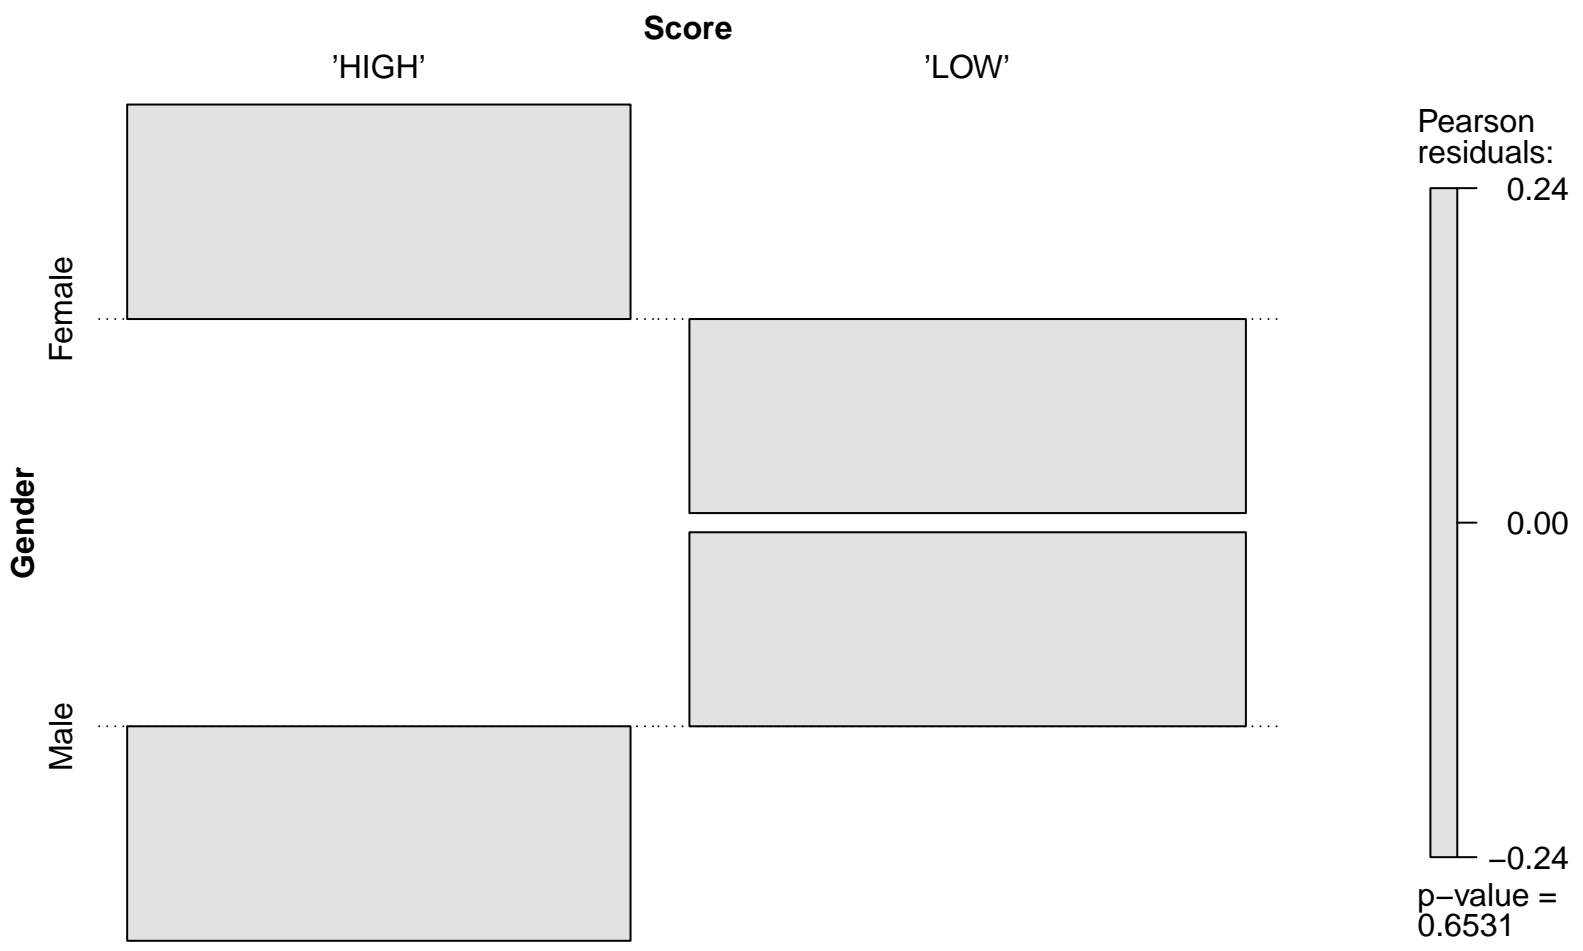 Score
’HIGH’ ’LOW’
Pearson
residuals:
0.24
0.00
−0.24
p−value =
0.6531
Gender
Female
Male